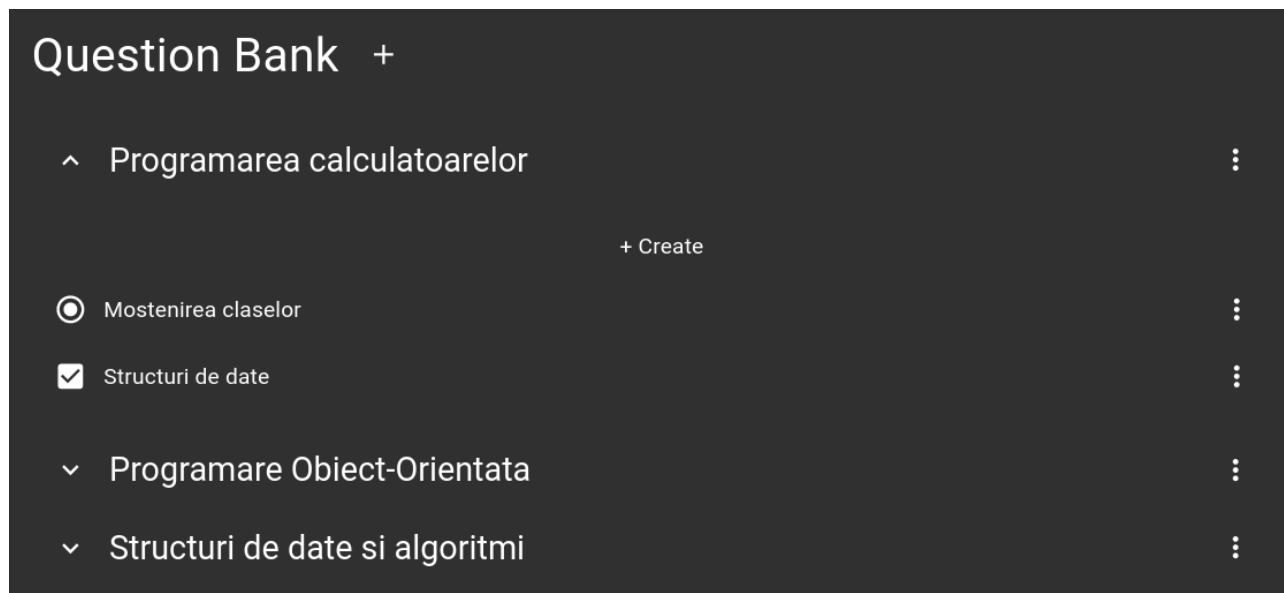 Question Bank +
Programarea calculatoarelor
+ Create
Mostenirea claselor
Structuri de date
Programare Obiect-Orientata
Structuri de date si algoritmi